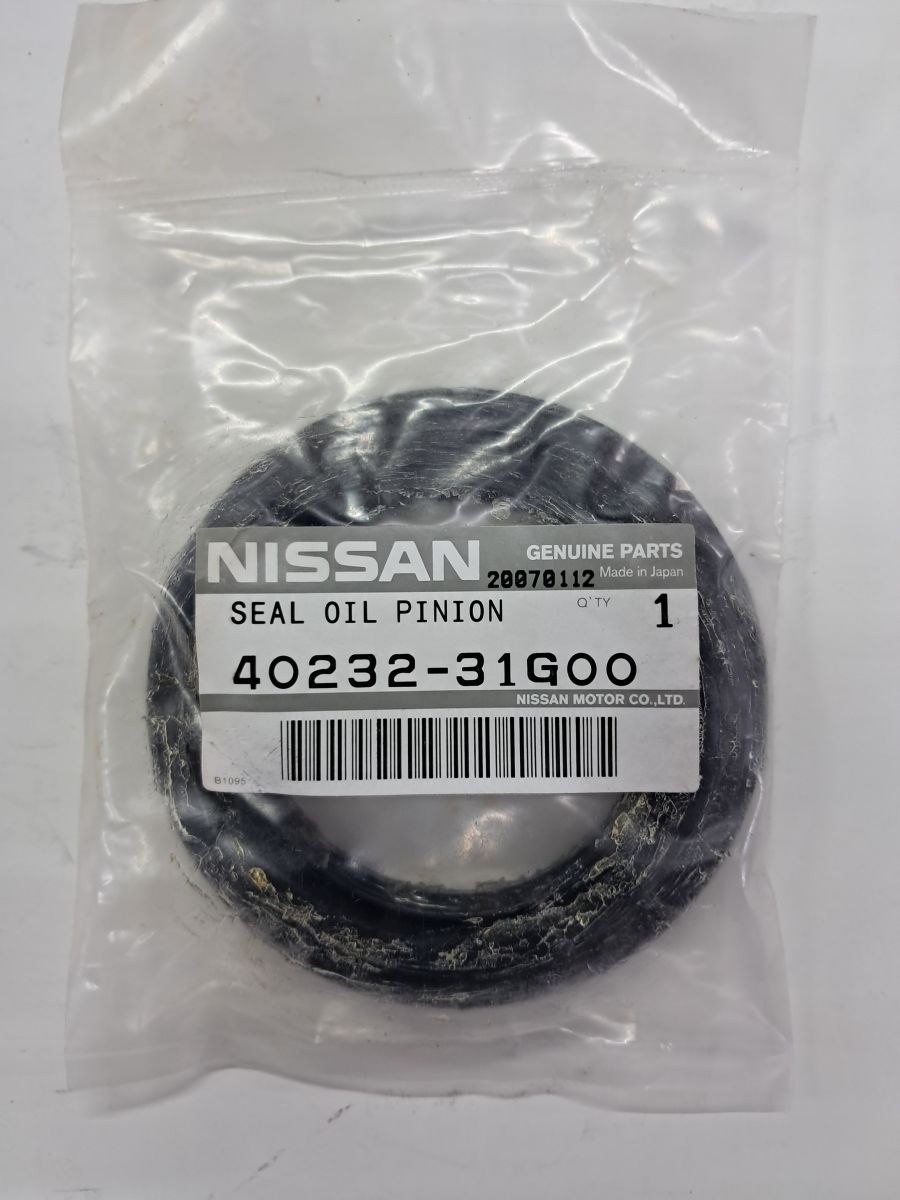 NISSAN GENUINE PARTS
20070112 Made in Japan
SEAL OIL PINION Q'TY 1
40232-31G00
NISSAN MOTOR CO.,LTD.
B1095